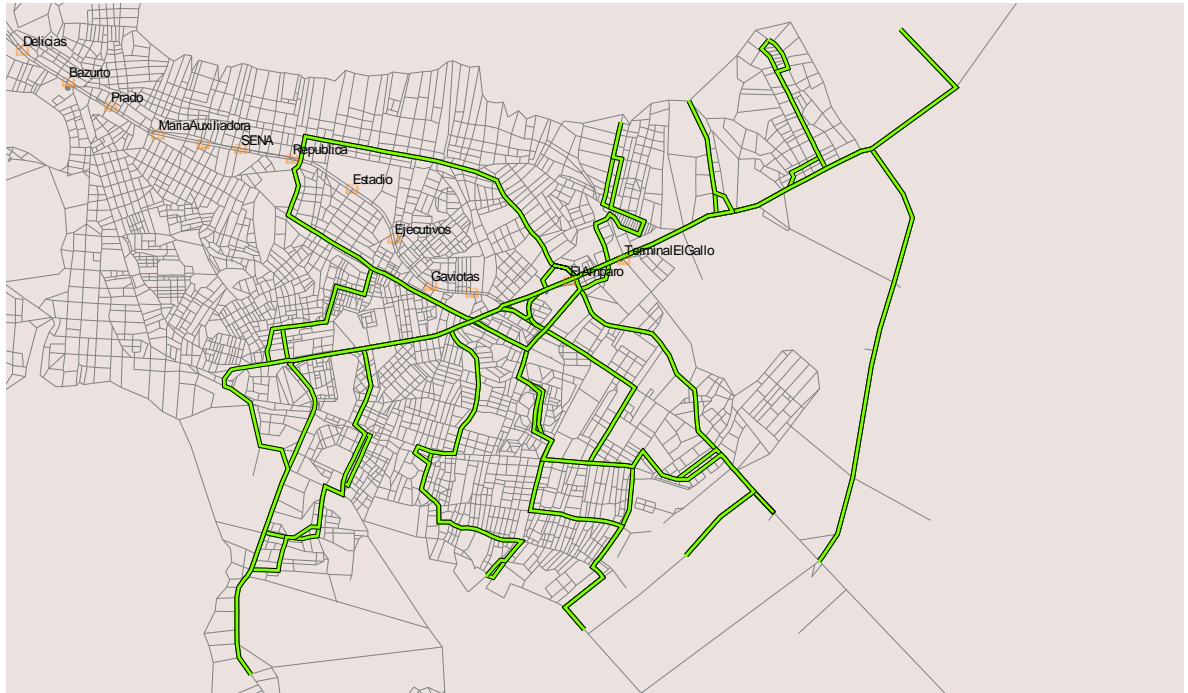 Delicias
Bazurto
Prado
MariaAuxiliadora
SENA
Republica
Estadio
Ejecutivos
TerminalElGallo
ElAmparo
Gaviotas